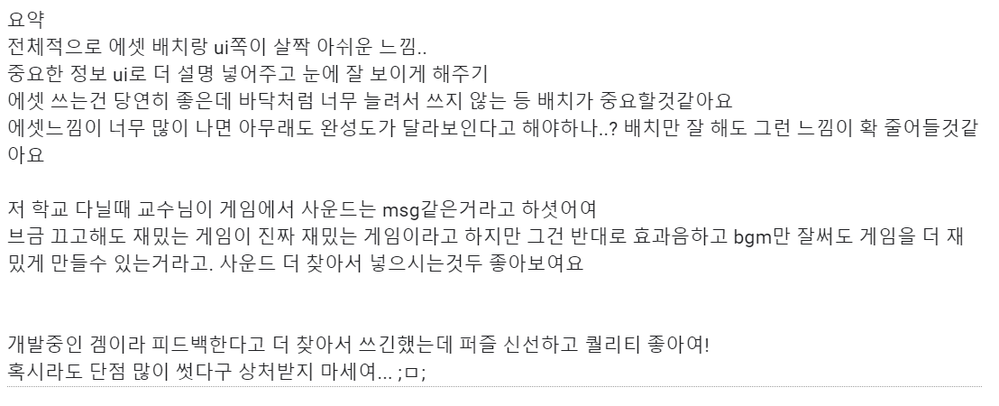 요약
전체적으로 에셋 배치랑 ui쪽이 살짝 아쉬운 느낌..
중요한 정보 ui로 더 설명 넣어주고 눈에 잘 보이게 해주기
에셋 쓰는건 당연히 좋은데 바닥처럼 너무 늘려서 쓰지 않는 등 배치가 중요할것같아요
에셋느낌이 너무 많이 나면 아무래도 완성도가 달라보인다고 해야하나..? 배치만 잘 해도 그런 느낌이 확 줄어들것같
아요
저 학교 다닐때 교수님이 게임에서 사운드는 msg같은거라고 하셧어여
브금 끄고해도 재밌는 게임이 진짜 재밌는 게임이라고 하지만 그건 반대로 효과음하고 bgm만 잘써도 게임을 더 재
밌게 만들수 있는거라고. 사운드 더 찾아서 넣으시는것두 좋아보여요
개발중인 겜이라 피드백한다고 더 찾아서 쓰긴했는데 퍼즐 신선하고 퀄리티 좋아여!
혹시라도 단점 많이 썻다구 상처받지 마세여... ;ㅁ;